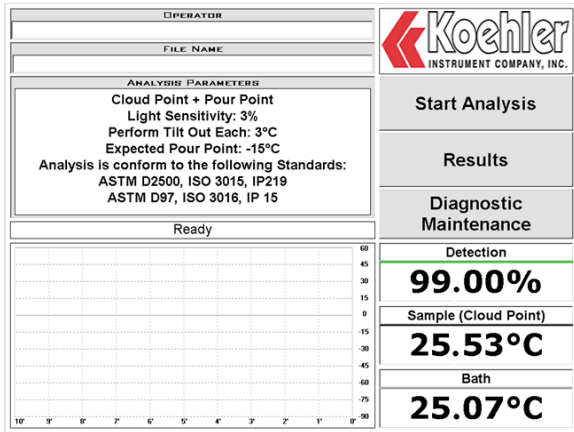 OPERATOR
FILE NAME
ANALYSIS PARAMETERS
Cloud Point + Pour Point
Light Sensitivity: 3%
Perform Tilt Out Each: 3°C
Expected Pour Point: -15°C
Analysis is conform to the following Standards:
ASTM D2500, ISO 3015, IP219
ASTM D97, ISO 3016, IP 15
Ready
60
45
30
15
0
-15
-30
-45
-60
-75
-90
10' 9' 8' 7' 6' 5' 4' 3' 2' 1' 0'
Koehler
INSTRUMENT COMPANY, INC.
Start Analysis
Results
Diagnostic
Maintenance
Detection
99.00%
Sample (Cloud Point)
25.53°C
Bath
25.07°C